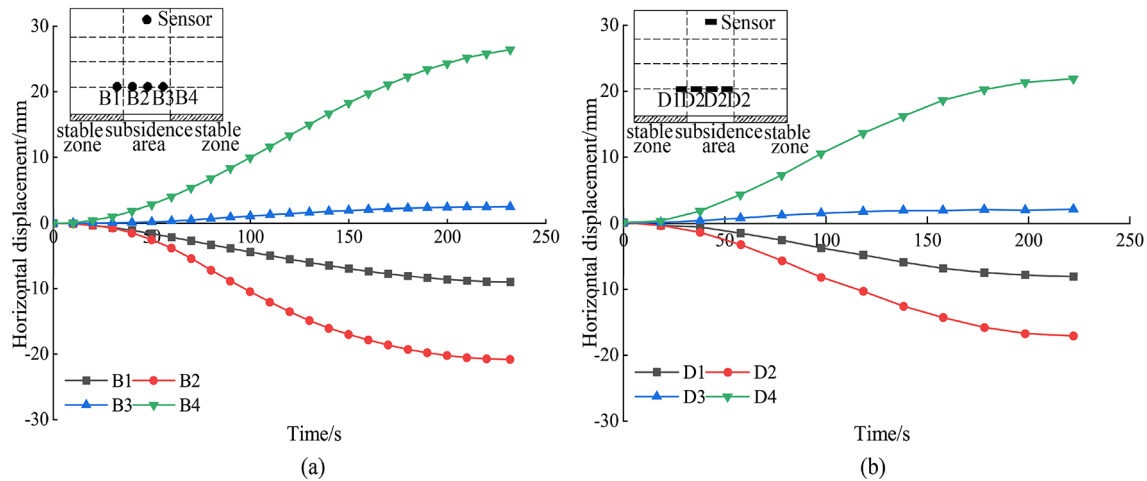 30
20
10
0
-10
-20
-30
Horizontal displacement/mm
Sensor
B1 B2 B3 B4
stable subsidence stable
zone area zone
0 50 100 150 200 250
B1 B2
B3 B4
Time/s
(a)
30
20
10
0
-10
-20
-30
Horizontal displacement/mm
Sensor
D1 D2 D2 D2
stable subsidence stable
zone area zone
0 50 100 150 200 250
D1 D2
D3 D4
Time/s
(b)